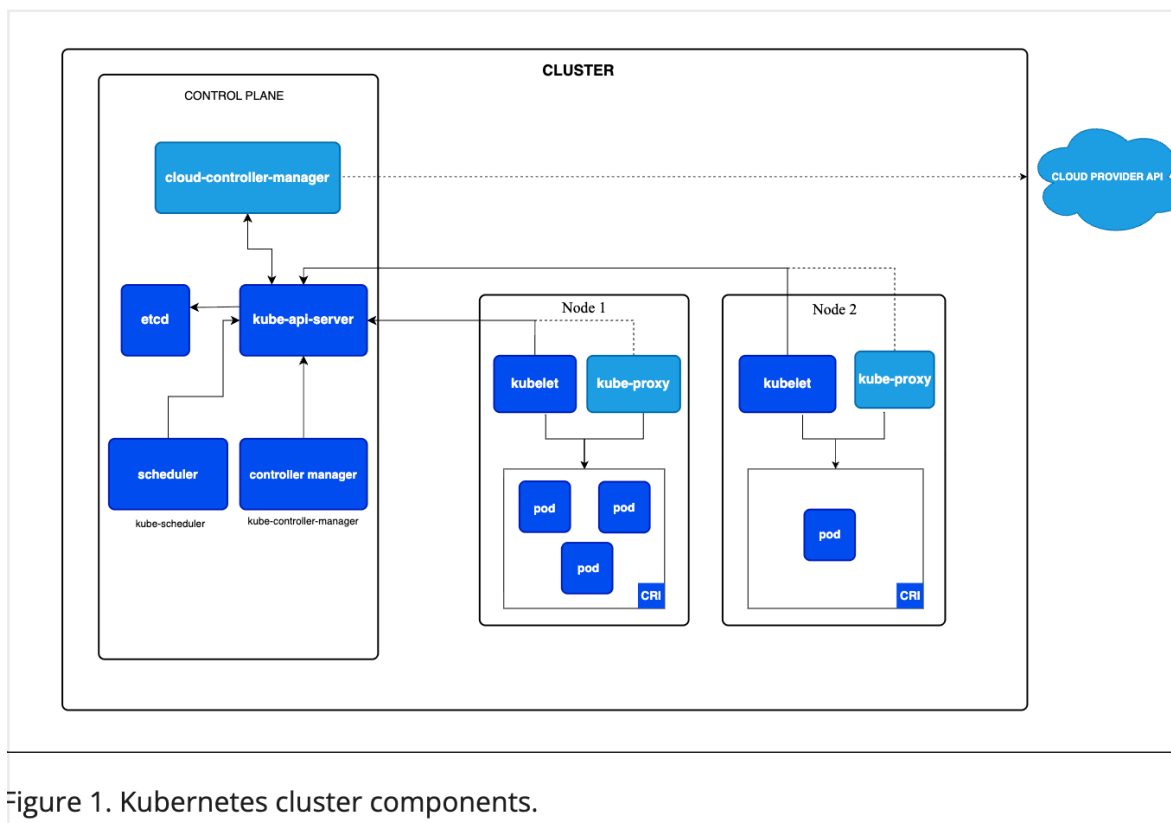 CLUSTER
CONTROL PLANE
cloud-controller-manager
CLOUD PROVIDER API
etcd
kube-api-server
Node 1
Node 2
kubelet
kube-proxy
kubelet
kube-proxy
scheduler
controller manager
kube-scheduler
kube-controller-manager
pod
pod
pod
CRI
pod
CRI
Figure 1. Kubernetes cluster components.